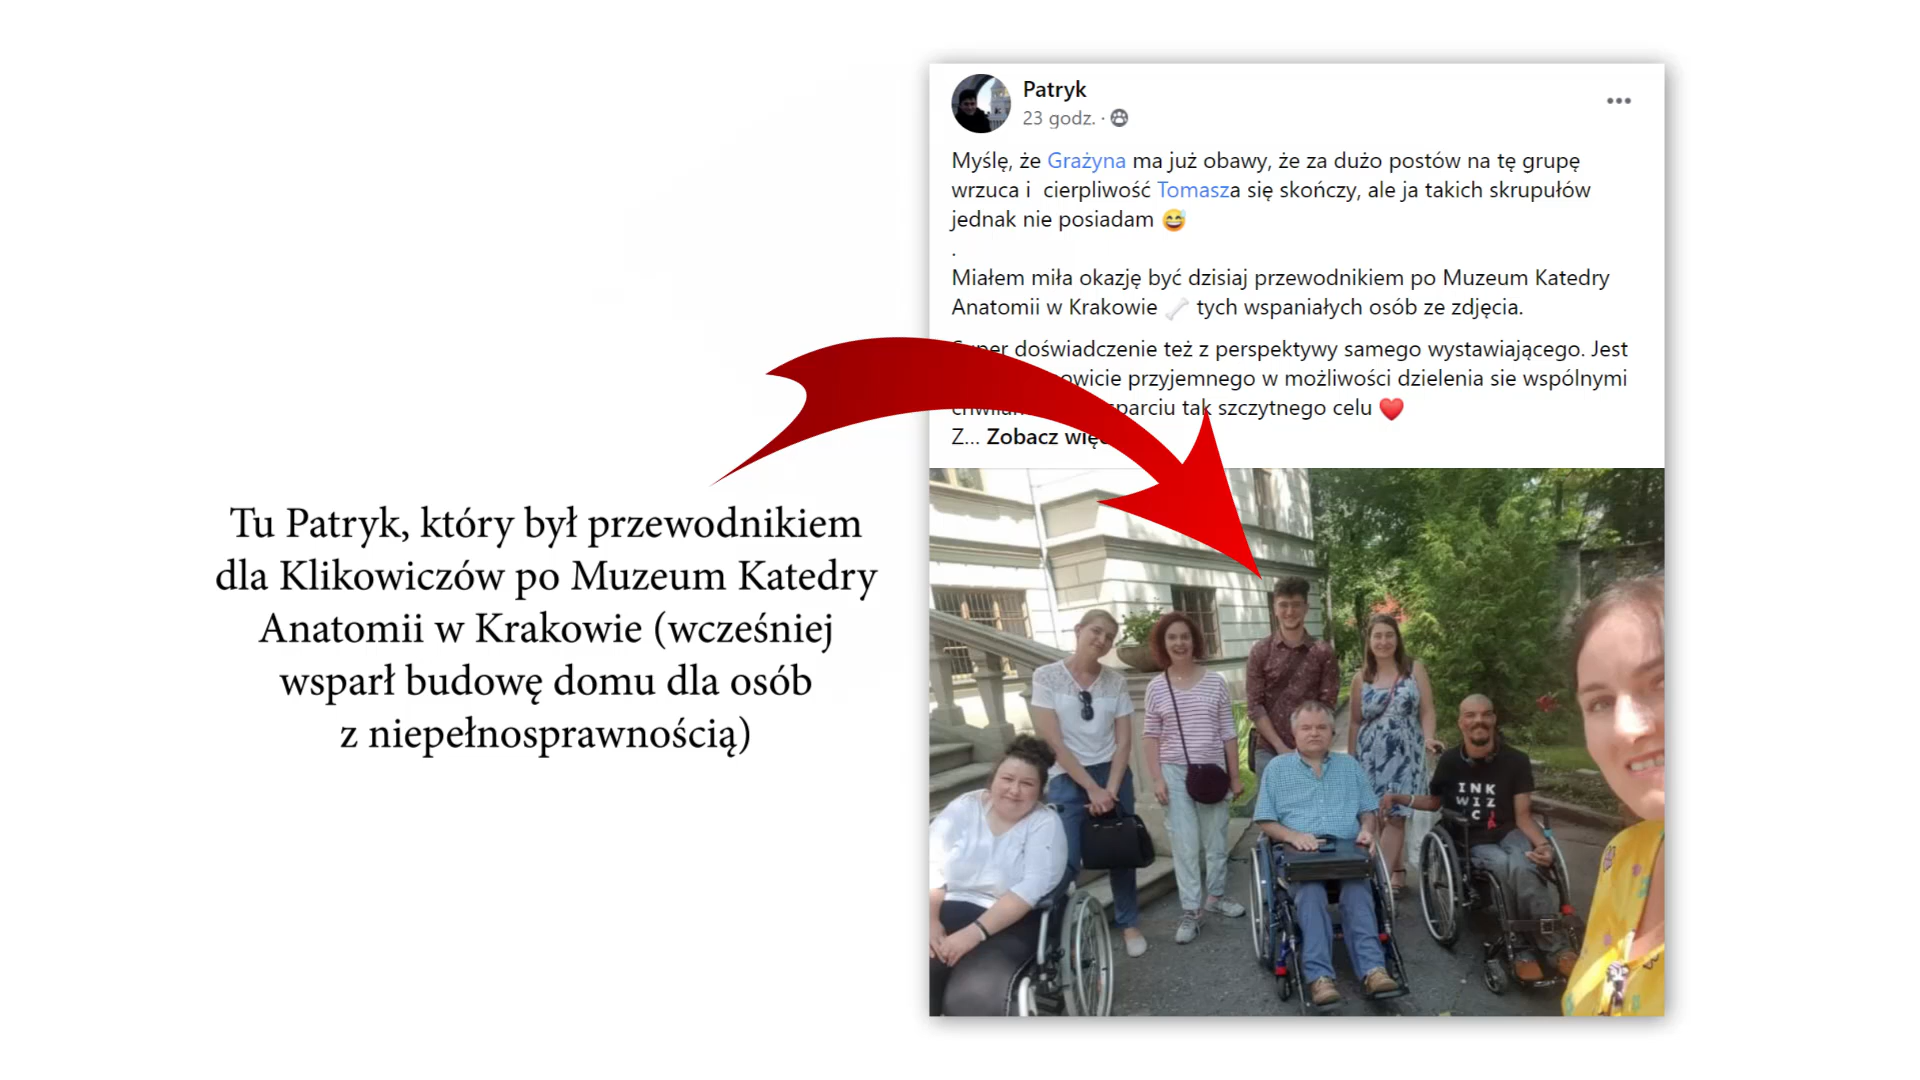 Tu Patryk, który był przewodnikiem
dla Klikowiczów po Muzeum Katedry
Anatomii w Krakowie (wcześniej
wsparł budowę domu dla osób
z niepełnosprawnością)
Patryk
23 godz. ·
Myślę, że Grażyna ma już obawy, że za dużo postów na tę grupę
wrzuca i cierpliwość Tomasza się skończy, ale ja takich skrupułów
jednak nie posiadam 😅
.
Miałem miła okazję być dzisiaj przewodnikiem po Muzeum Katedry
Anatomii w Krakowie 🦴 tych wspaniałych osób ze zdjęcia.
Super doświadczenie też z perspektywy samego wystawiającego. Jest
przyjemnego w możliwości dzielenia sie wspólnymi
tak szczytnego celu ❤️
Z... Zobacz więcej
INK
WIZ
YCJ